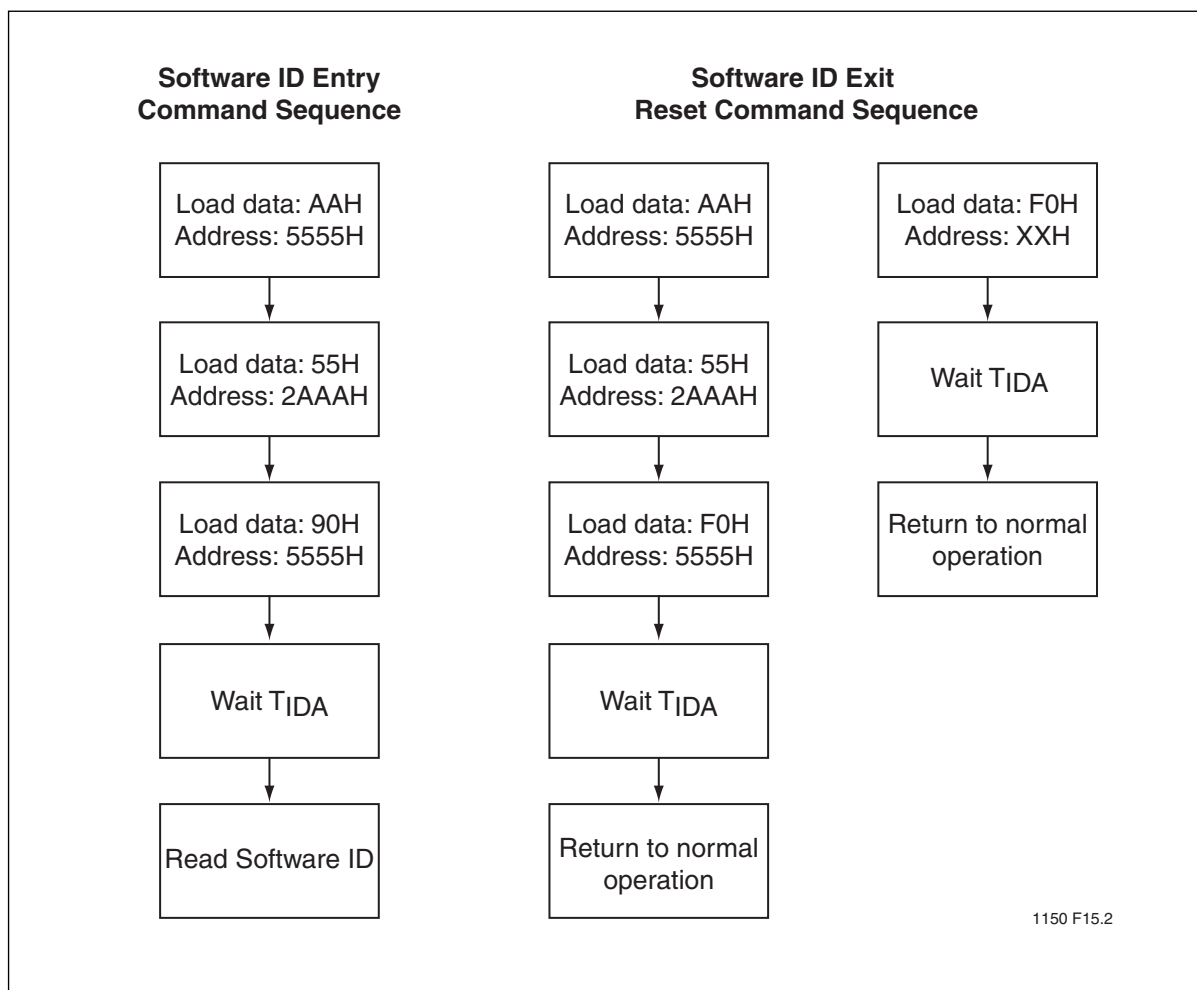 Software ID Entry
Command Sequence
Load data: AAH
Address: 5555H
Load data: 55H
Address: 2AAAH
Load data: 90H
Address: 5555H
Wait TIDA
Read Software ID
Software ID Exit
Reset Command Sequence
Load data: AAH
Address: 5555H
Load data: 55H
Address: 2AAAH
Load data: F0H
Address: 5555H
Wait TIDA
Return to normal
operation
Load data: F0H
Address: XXH
Wait TIDA
Return to normal
operation
1150 F15.2